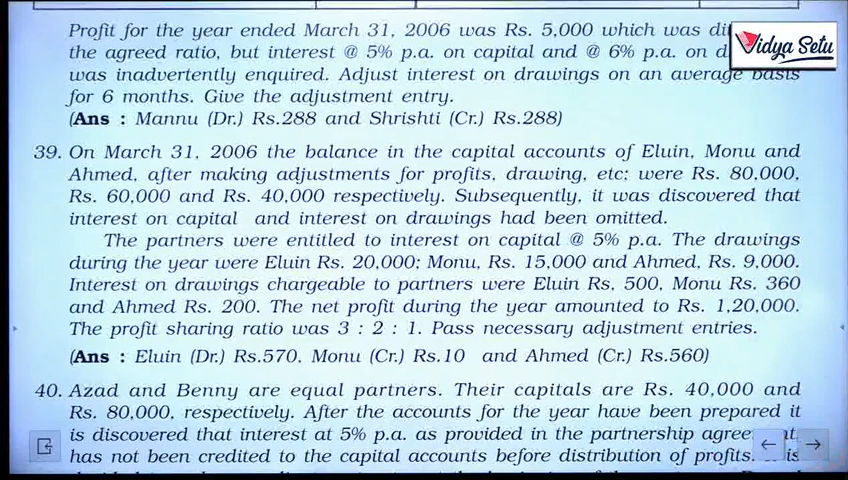 Profit for the year ended March 31, 2006 was Rs. 5,000 which was
the agreed ratio, but interest @ 5% p.a. on capital and @ 6% p.a. on
was inadvertently enquired. Adjust interest on drawings on an average basis
for 6 months. Give the adjustment entry.
(Ans : Mannu (Dr.) Rs.288 and Shrishti (Cr.) Rs.288)
39. On March 31, 2006 the balance in the capital accounts of Eluin, Monu and
Ahmed, after making adjustments for profits, drawing, etc; were Rs. 80,000,
Rs. 60,000 and Rs. 40,000 respectively. Subsequently, it was discovered that
interest on capital and interest on drawings had been omitted.
The partners were entitled to interest on capital @ 5% p.a. The drawings
during the year were Eluin Rs. 20,000; Monu, Rs. 15,000 and Ahmed, Rs. 9,000.
Interest on drawings chargeable to partners were Eluin Rs. 500, Monu Rs. 360
and Ahmed Rs. 200. The net profit during the year amounted to Rs. 1,20,000.
The profit sharing ratio was 3 : 2 : 1. Pass necessary adjustment entries.
(Ans : Eluin (Dr.) Rs.570, Monu (Cr.) Rs.10 and Ahmed (Cr.) Rs.560)
40. Azad and Benny are equal partners. Their capitals are Rs. 40,000 and
Rs. 80,000, respectively. After the accounts for the year have been prepared it
is discovered that interest at 5% p.a. as provided in the partnership
has not been credited to the capital accounts before distribution of profits.
Vidya Setu